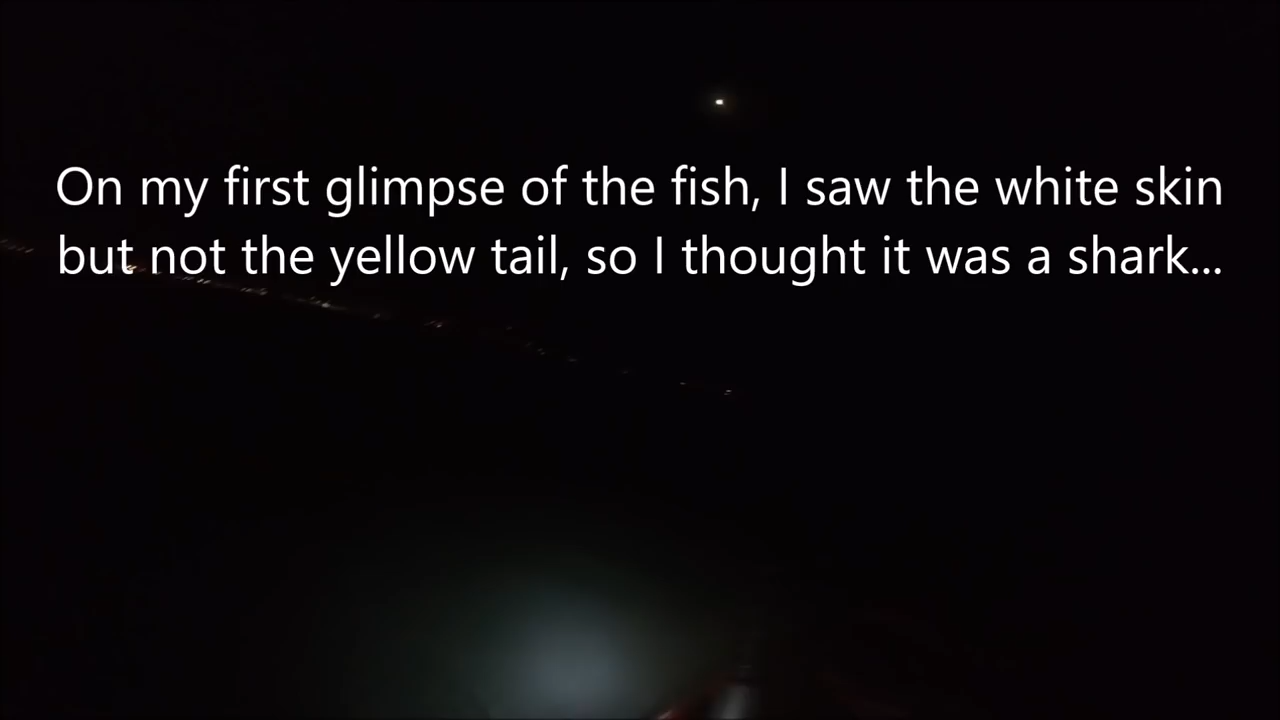 On my first glimpse of the fish, I saw the white skin
but not the yellow tail, so I thought it was a shark...